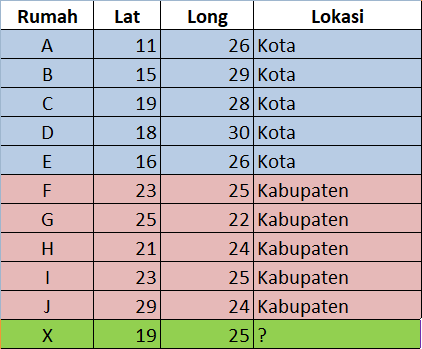 Rumah Lat Long Lokasi
A 11 26 Kota
B 15 29 Kota
C 19 28 Kota
D 18 30 Kota
E 16 26 Kota
F 23 25 Kabupaten
G 25 22 Kabupaten
H 21 24 Kabupaten
I 23 25 Kabupaten
J 29 24 Kabupaten
X 19 25 ?